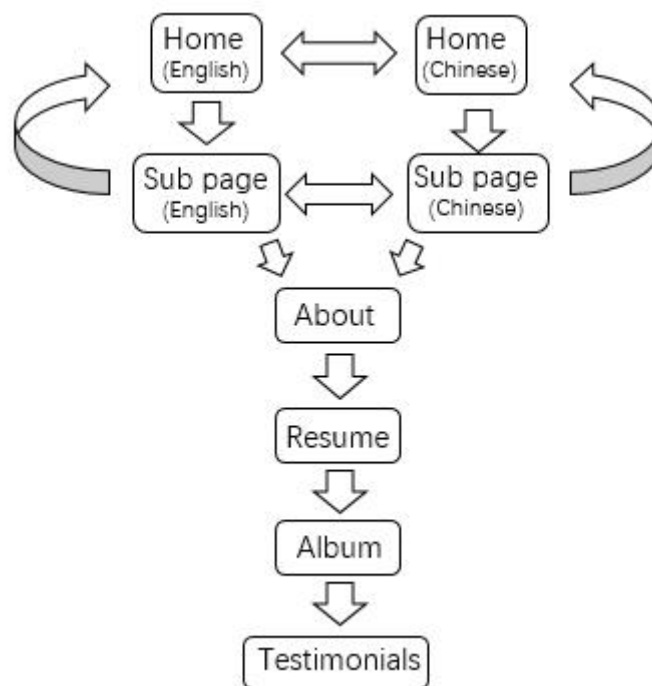 Home
(English)
Home
(Chinese)
Sub page
(English)
Sub page
(Chinese)
About
Resume
Album
Testimonials